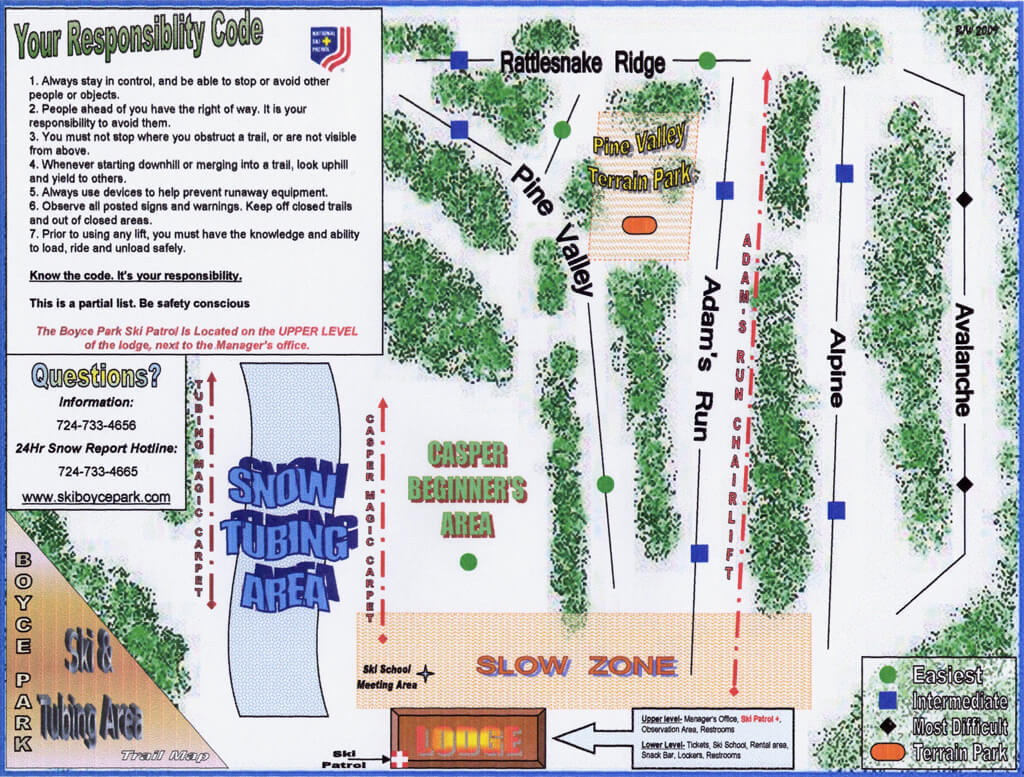 Your Responsiblity Code
NATIONAL
SKI
PATROL
1. Always stay in control, and be able to stop or avoid other
people or objects.
2. People ahead of you have the right of way. It is your
responsibility to avoid them.
3. You must not stop where you obstruct a trail, or are not visible
from above.
4. Whenever starting downhill or merging into a trail, look uphill
and yield to others.
5. Always use devices to help prevent runaway equipment.
6. Observe all posted signs and warnings. Keep off closed trails
and out of closed areas.
7. Prior to using any lift, you must have the knowledge and ability
to load, ride and unload safely.
Know the code. It's your responsibility.
This is a partial list. Be safety conscious
The Boyce Park Ski Patrol Is Located on the UPPER LEVEL
of the lodge, next to the Manager's office.
Questions?
Information:
724-733-4656
24Hr Snow Report Hotline:
724-733-4665
www.skiboycepark.com
BOYCE PARK
Ski &
Tubing Area
Trail Map
TUBING MAGIC CARPET
SNOW
TUBING
AREA
CASPER MAGIC CARPET
CASPER
BEGINNER'S
AREA
Rattlesnake Ridge
Pine Valley
Pine Valley
Terrain Park
Adam's Run
ADAM'S RUN CHAIRLIFT
Alpine
Avalanche
2009
SLOW ZONE
Ski School
Meeting Area
LODGE
Ski
Patrol
Upper level- Manager's Office, Ski Patrol +,
Observation Area, Restrooms
Lower Level- Tickets, Ski School, Rental area,
Snack Bar, Lockers, Restrooms
Easiest
Intermediate
Most Difficult
Terrain Park